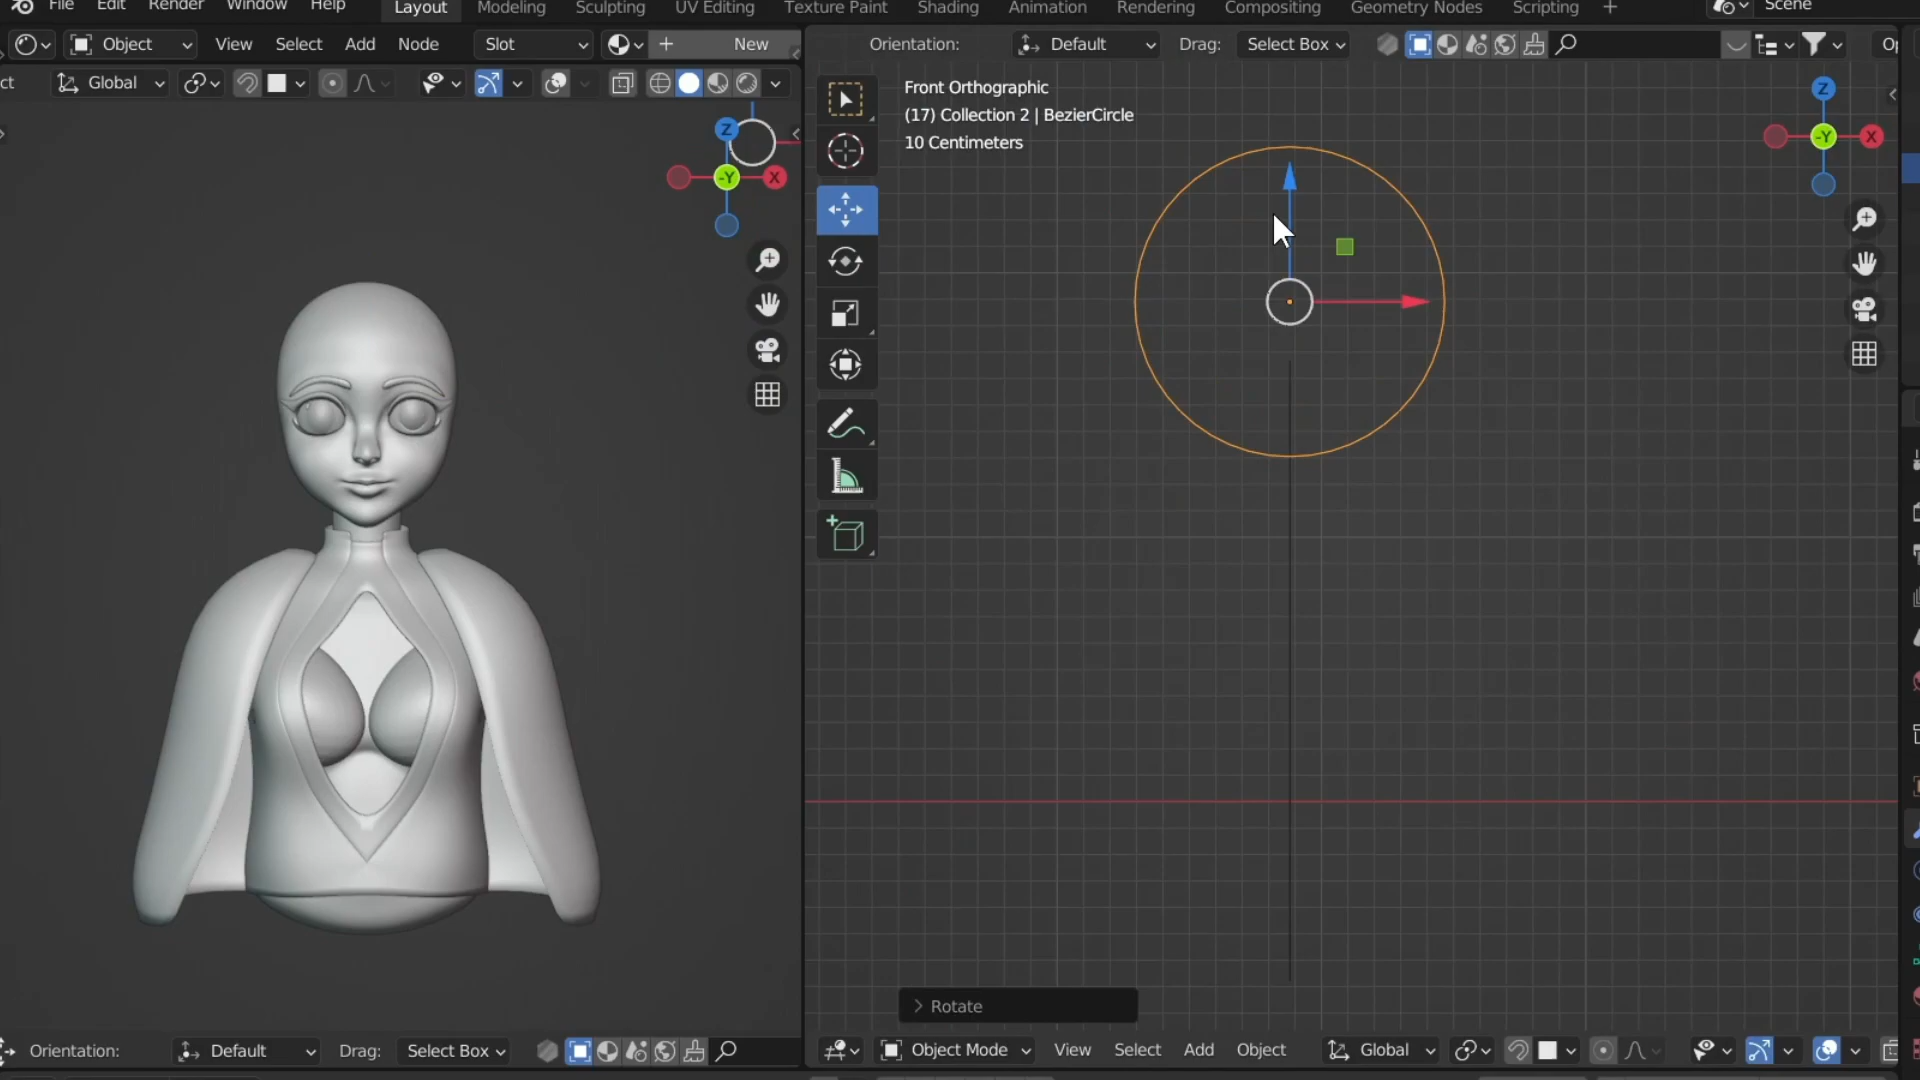 File Edit Render Window Help Layout Modeling Sculpting UV Editing Texture Paint Shading Animation Rendering Compositing Geometry Nodes Scripting + Scene
Object View Select Add Node Slot New
Orientation: Default Drag: Select Box
ct Global
Front Orthographic
(17) Collection 2 | BezierCircle
10 Centimeters
Z
-Y X
Z
-Y X
> Rotate
Orientation: Default Drag: Select Box
Object Mode View Select Add Object Global